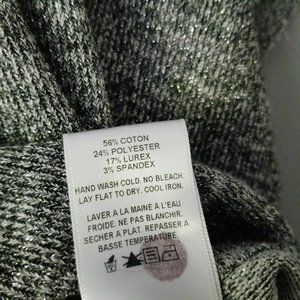 56% COTON
24% POLYESTER
17% LUREX
3% SPANDEX
HAND WASH COLD. NO BLEACH.
LAY FLAT TO DRY. COOL IRON.
LAVER A LA MAINE A L'EAU
FROIDE. NE PAS BLANCHIR.
SECHER A PLAT. REPASSER A
BASSE TEMPERATURE.